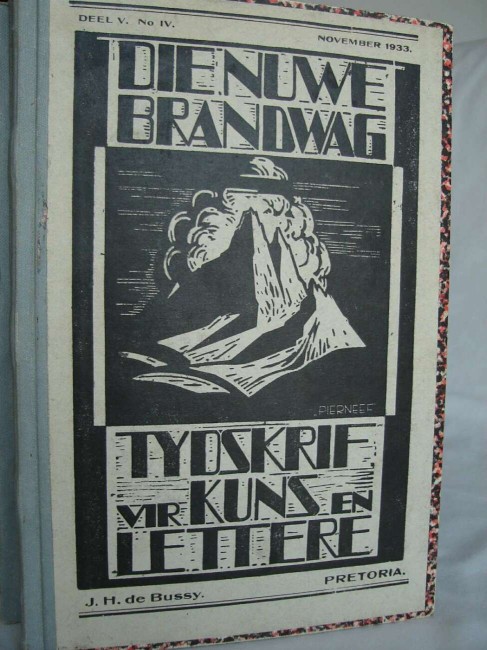 DEEL V. No IV.
NOVEMBER 1933.
DIE NUWE
BRANDWAG
PIERNEEF
TYDSKRIF
VIR KUNS EN
LETTERE
PRETORIA.
J. H. de Bussy.